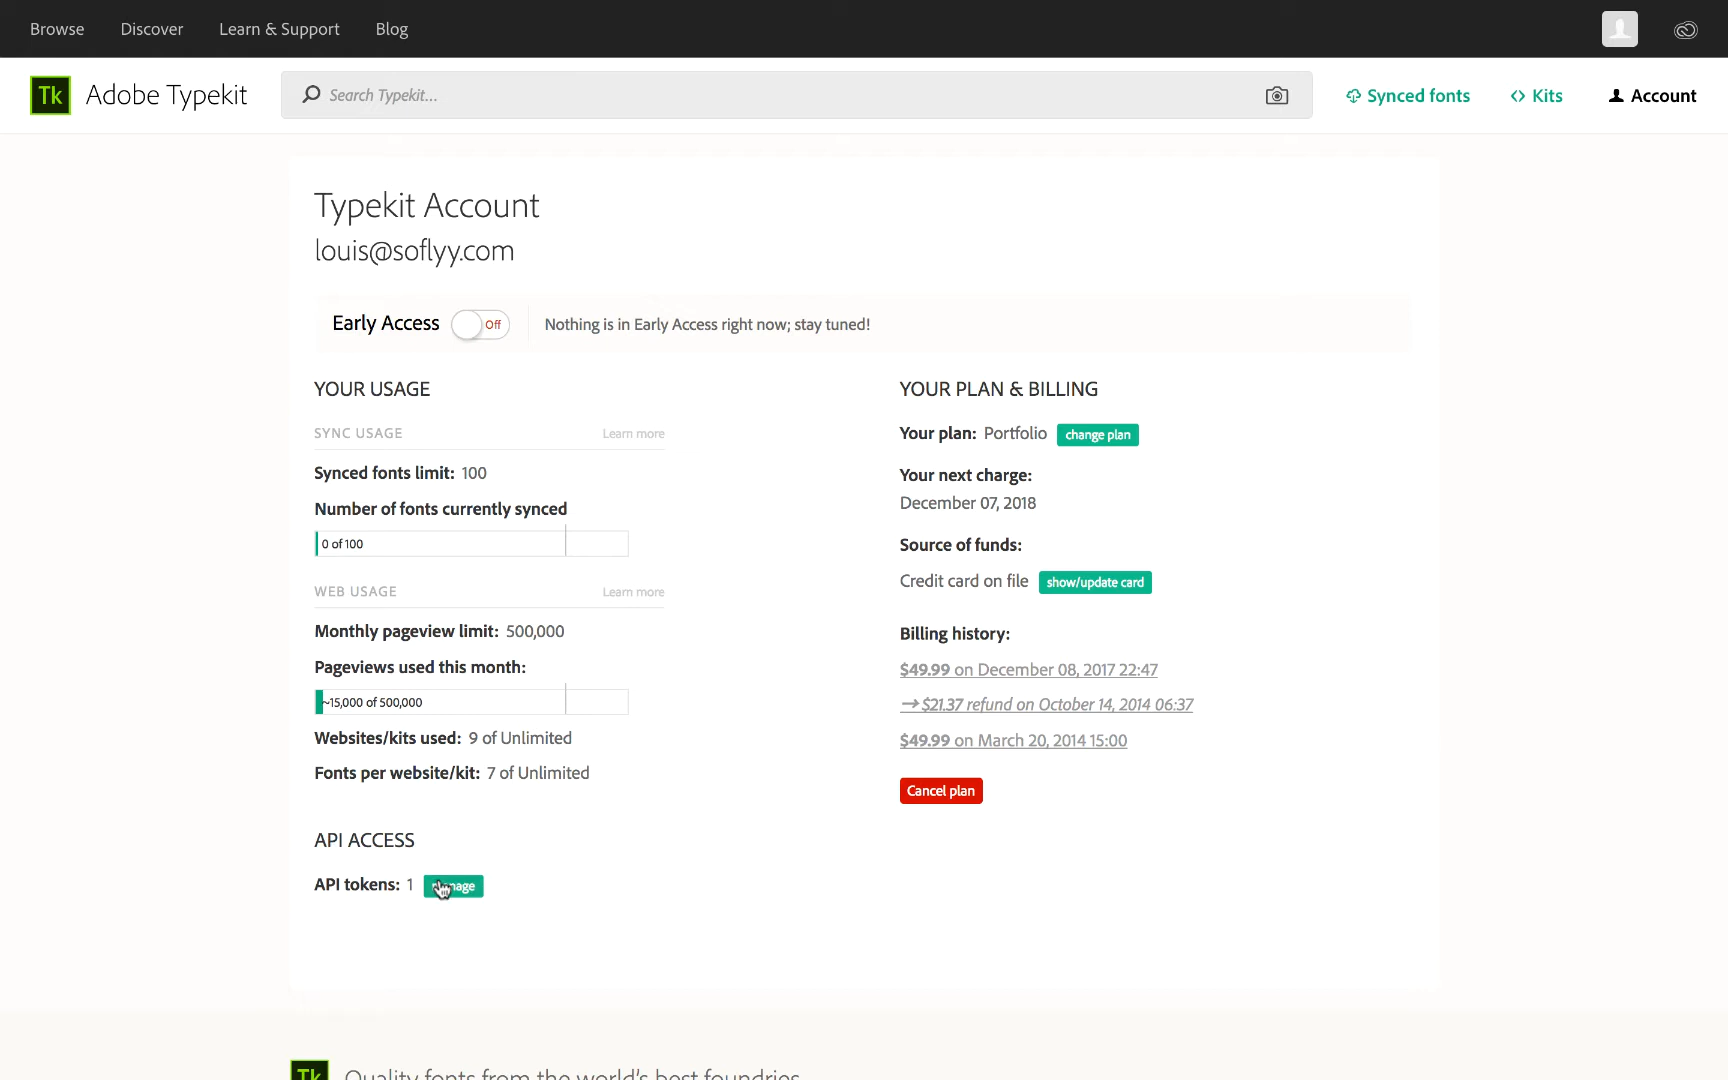 Browse Discover Learn & Support Blog
Tk Adobe Typekit Search Typekit... Synced fonts <> Kits Account
Typekit Account
louis@soflyy.com
Early Access Off Nothing is in Early Access right now; stay tuned!
YOUR USAGE
SYNC USAGE Learn more
Synced fonts limit: 100
Number of fonts currently synced
0 of 100
WEB USAGE Learn more
Monthly pageview limit: 500,000
Pageviews used this month:
~15,000 of 500,000
Websites/kits used: 9 of Unlimited
Fonts per website/kit: 7 of Unlimited
API ACCESS
API tokens: 1
YOUR PLAN & BILLING
Your plan: Portfolio change plan
Your next charge:
December 07, 2018
Source of funds:
Credit card on file show/update card
Billing history:
$49.99 on December 08, 2017 22:47
→ $21.37 refund on October 14, 2014 06:37
$49.99 on March 20, 2014 15:00
Cancel plan
Tk Quality fonts from the world's best foundries